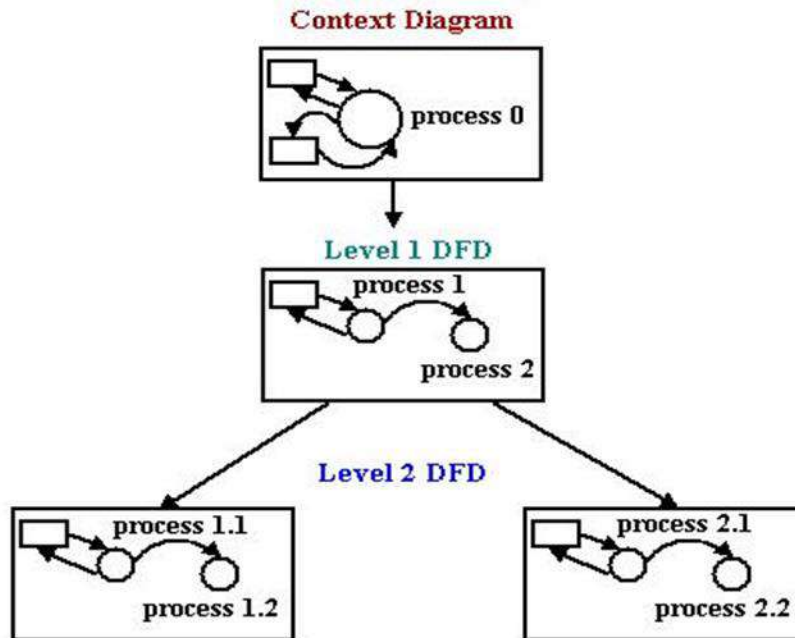 Context Diagram
process 0
Level 1 DFD
process 1
process 2
Level 2 DFD
process 1.1
process 1.2
process 2.1
process 2.2